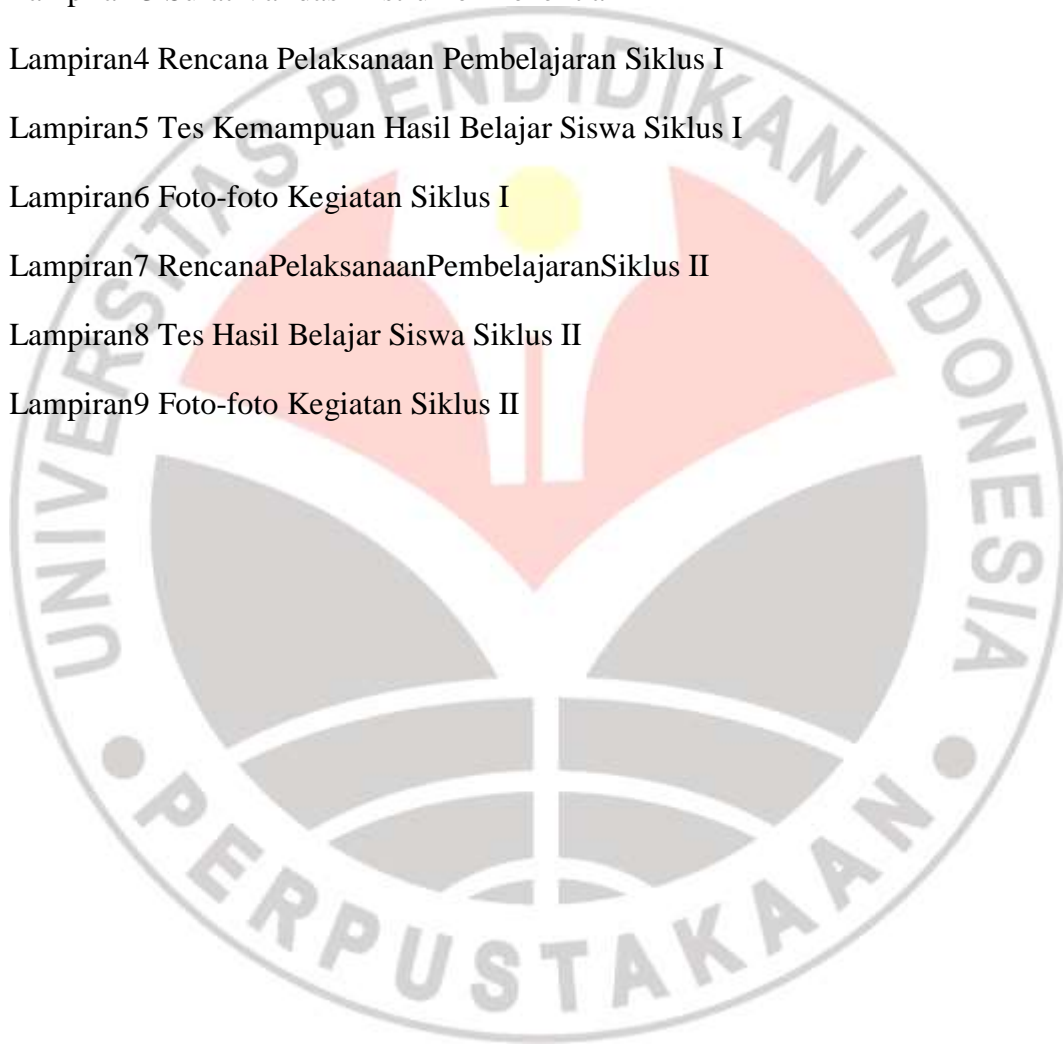 Lampiran4 Rencana Pelaksanaan Pembelajaran Siklus I
Lampiran5 Tes Kemampuan Hasil Belajar Siswa Siklus I
Lampiran6 Foto-foto Kegiatan Siklus I
Lampiran7 RencanaPelaksanaanPembelajaranSiklus II
Lampiran8 Tes Hasil Belajar Siswa Siklus II
Lampiran9 Foto-foto Kegiatan Siklus II
UNIVERSITAS PENDIDIKAN INDONESIA
PERPUSTAKAAN